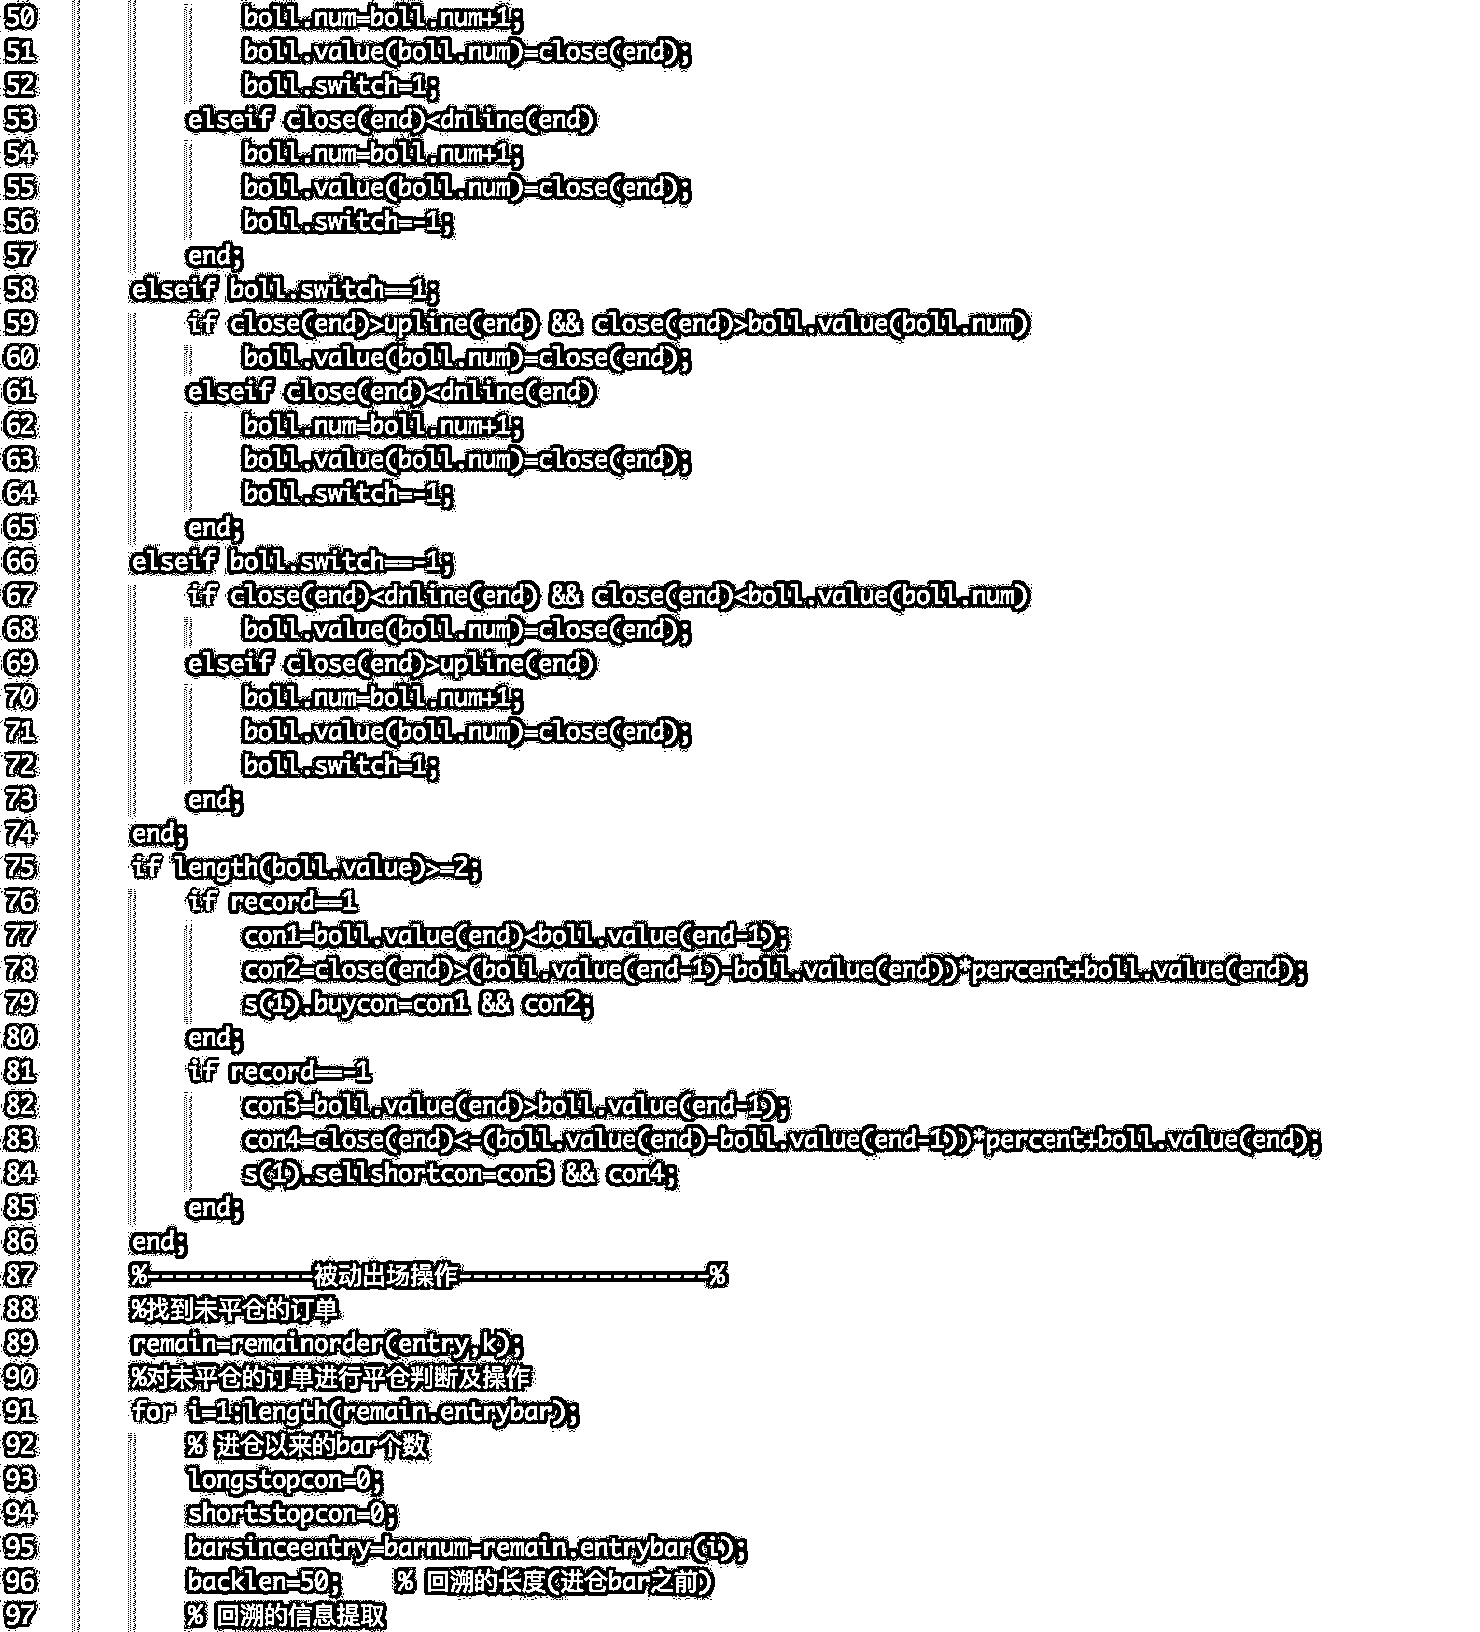 50 boll.num=boll.num+1;
51 boll.value(boll.num)=close(end);
52 boll.switch=1;
53 elseif close(end)<dnline(end)
54 boll.num=boll.num+1;
55 boll.value(boll.num)=close(end);
56 boll.switch=-1;
57 end;
58 elseif boll.switch==1;
59 if close(end)>upline(end) && close(end)>boll.value(boll.num)
60 boll.value(boll.num)=close(end);
61 elseif close(end)<dnline(end)
62 boll.num=boll.num+1;
63 boll.value(boll.num)=close(end);
64 boll.switch=-1;
65 end;
66 elseif boll.switch==-1;
67 if close(end)<dnline(end) && close(end)<boll.value(boll.num)
68 boll.value(boll.num)=close(end);
69 elseif close(end)>upline(end)
70 boll.num=boll.num+1;
71 boll.value(boll.num)=close(end);
72 boll.switch=1;
73 end;
74 end;
75 if length(boll.value)>=2;
76 if record==1
77 con1=boll.value(end)<boll.value(end-1);
78 con2=close(end)>(boll.value(end-1)-boll.value(end))*percent+boll.value(end);
79 s(1).buycon=con1 && con2;
80 end;
81 if record==-1
82 con3=boll.value(end)>boll.value(end-1);
83 con4=close(end)<-(boll.value(end)-boll.value(end-1))*percent+boll.value(end);
84 s(1).sellshortcon=con3 && con4;
85 end;
86 end;
87 %------------被动出场操作------------------%
88 %找到未平仓的订单
89 remain=remainorder(entry,k);
90 %对未平仓的订单进行平仓判断及操作
91 for i=1:length(remain.entrybar);
92 % 进仓以来的bar个数
93 longstopcon=0;
94 shortstopcon=0;
95 barsinceentry=barnum-remain.entrybar(i);
96 backlen=50; % 回溯的长度(进仓bar之前)
97 % 回溯的信息提取